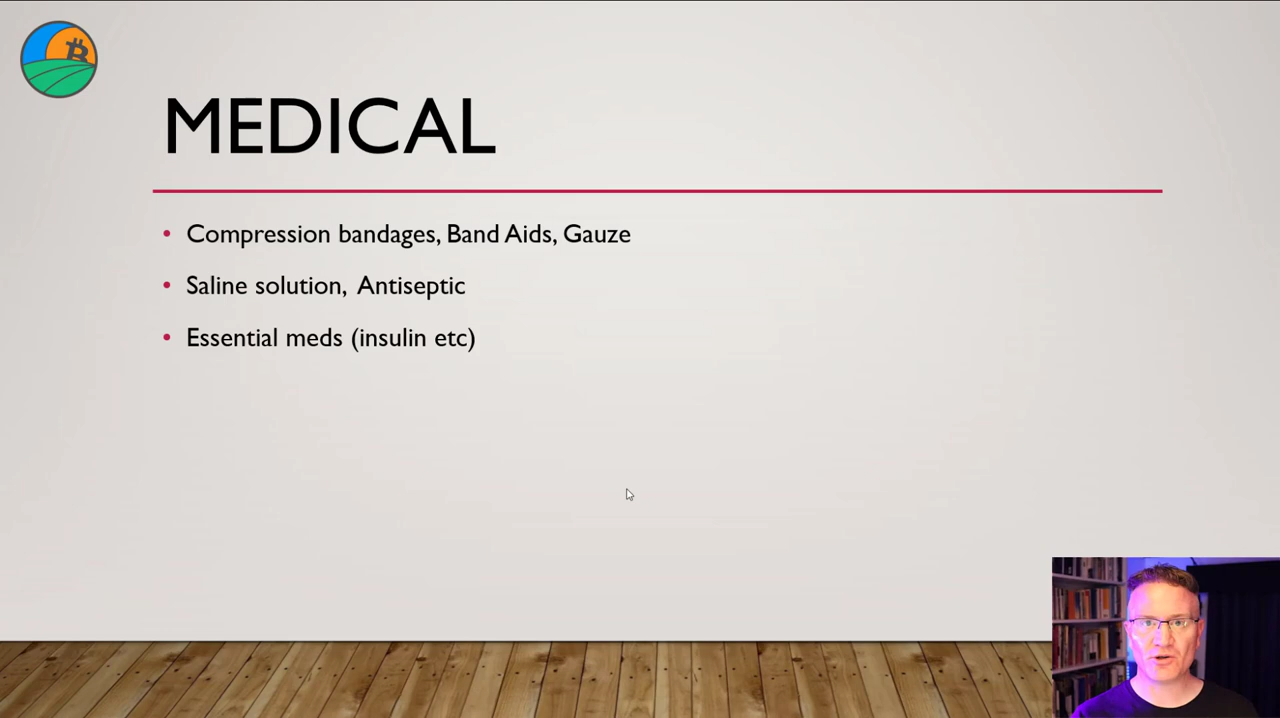 MEDICAL
• Compression bandages, Band Aids, Gauze
• Saline solution, Antiseptic
• Essential meds (insulin etc)